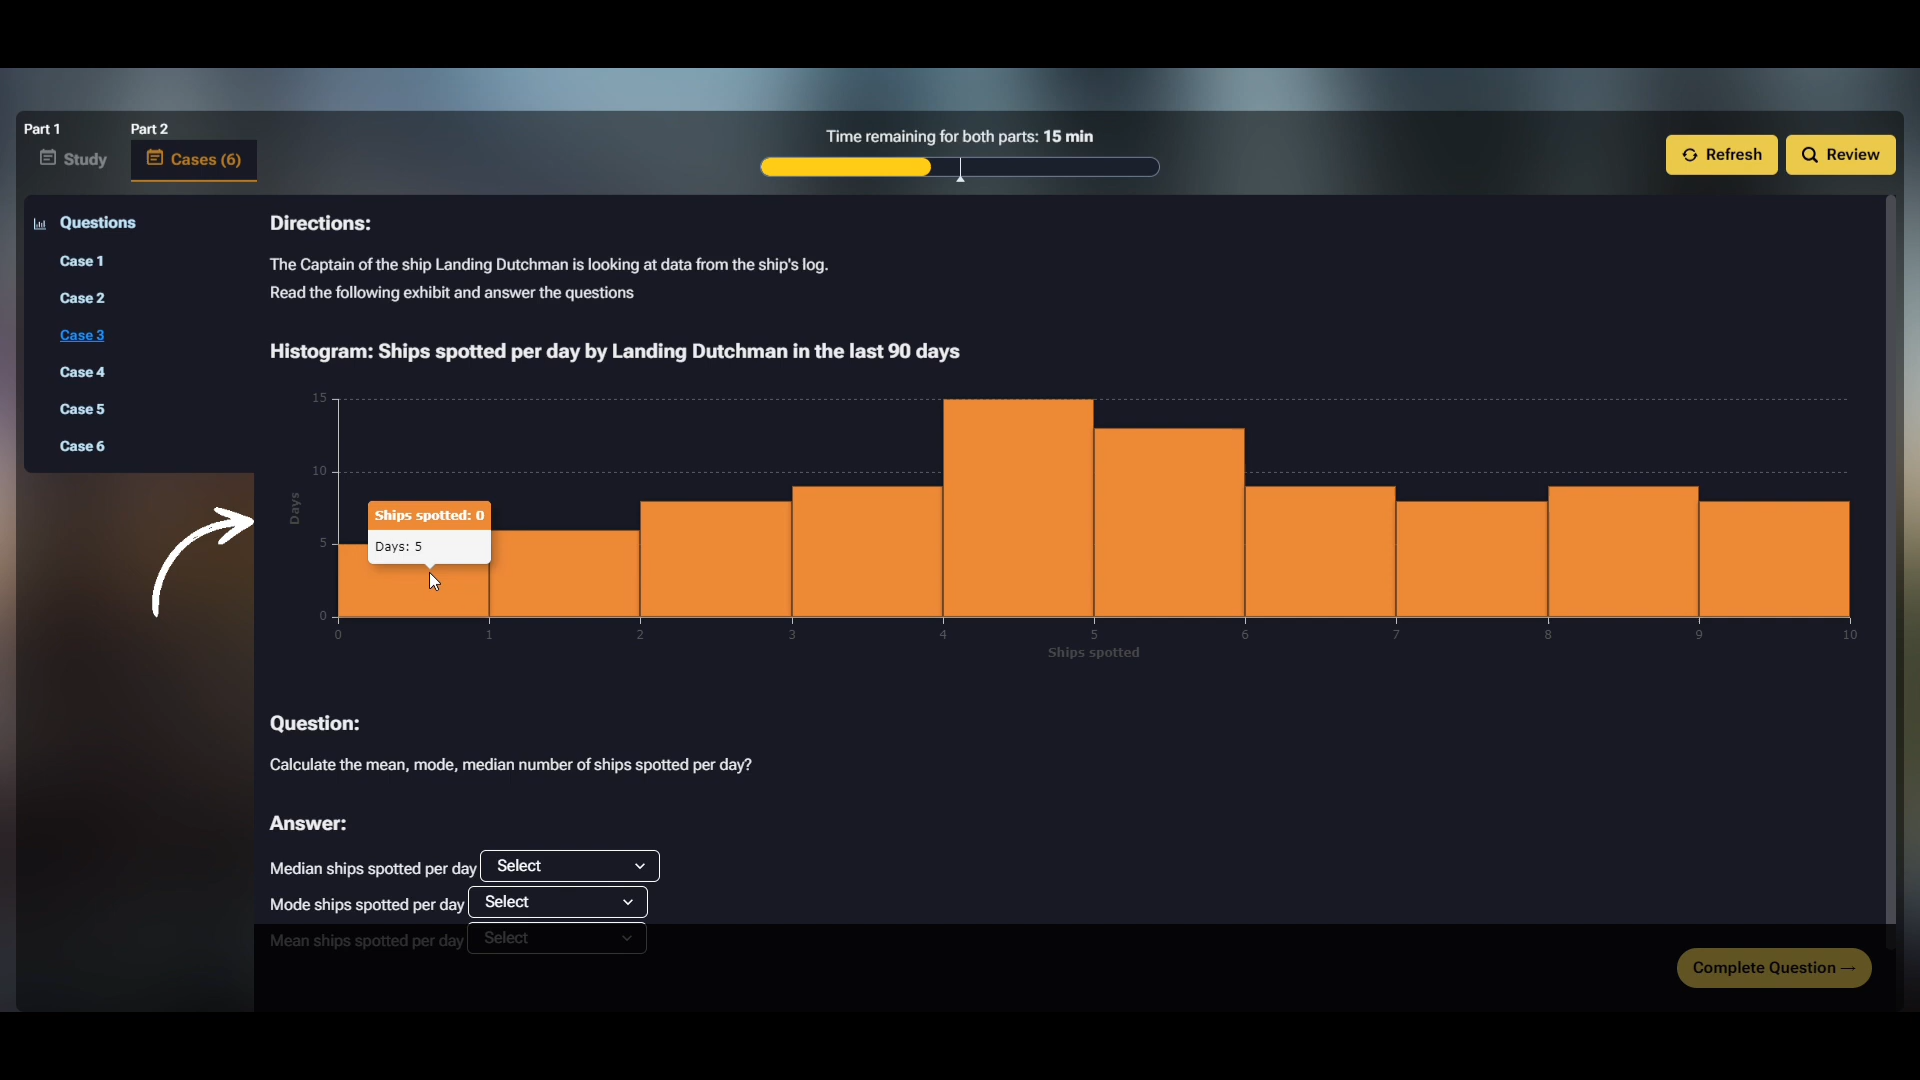 Part 1
Part 2
Study
Cases (6)
Time remaining for both parts: 15 min
Refresh
Review
Questions
Case 1
Case 2
Case 3
Case 4
Case 5
Case 6
Directions:
The Captain of the ship Landing Dutchman is looking at data from the ship's log.
Read the following exhibit and answer the questions
Histogram: Ships spotted per day by Landing Dutchman in the last 90 days
15
10
5
0
Days
Ships spotted: 0
Days: 5
0 1 2 3 4 5 6 7 8 9 10
Ships spotted
Question:
Calculate the mean, mode, median number of ships spotted per day?
Answer:
Median ships spotted per day Select
Mode ships spotted per day Select
Mean ships spotted per day Select
Complete Question →